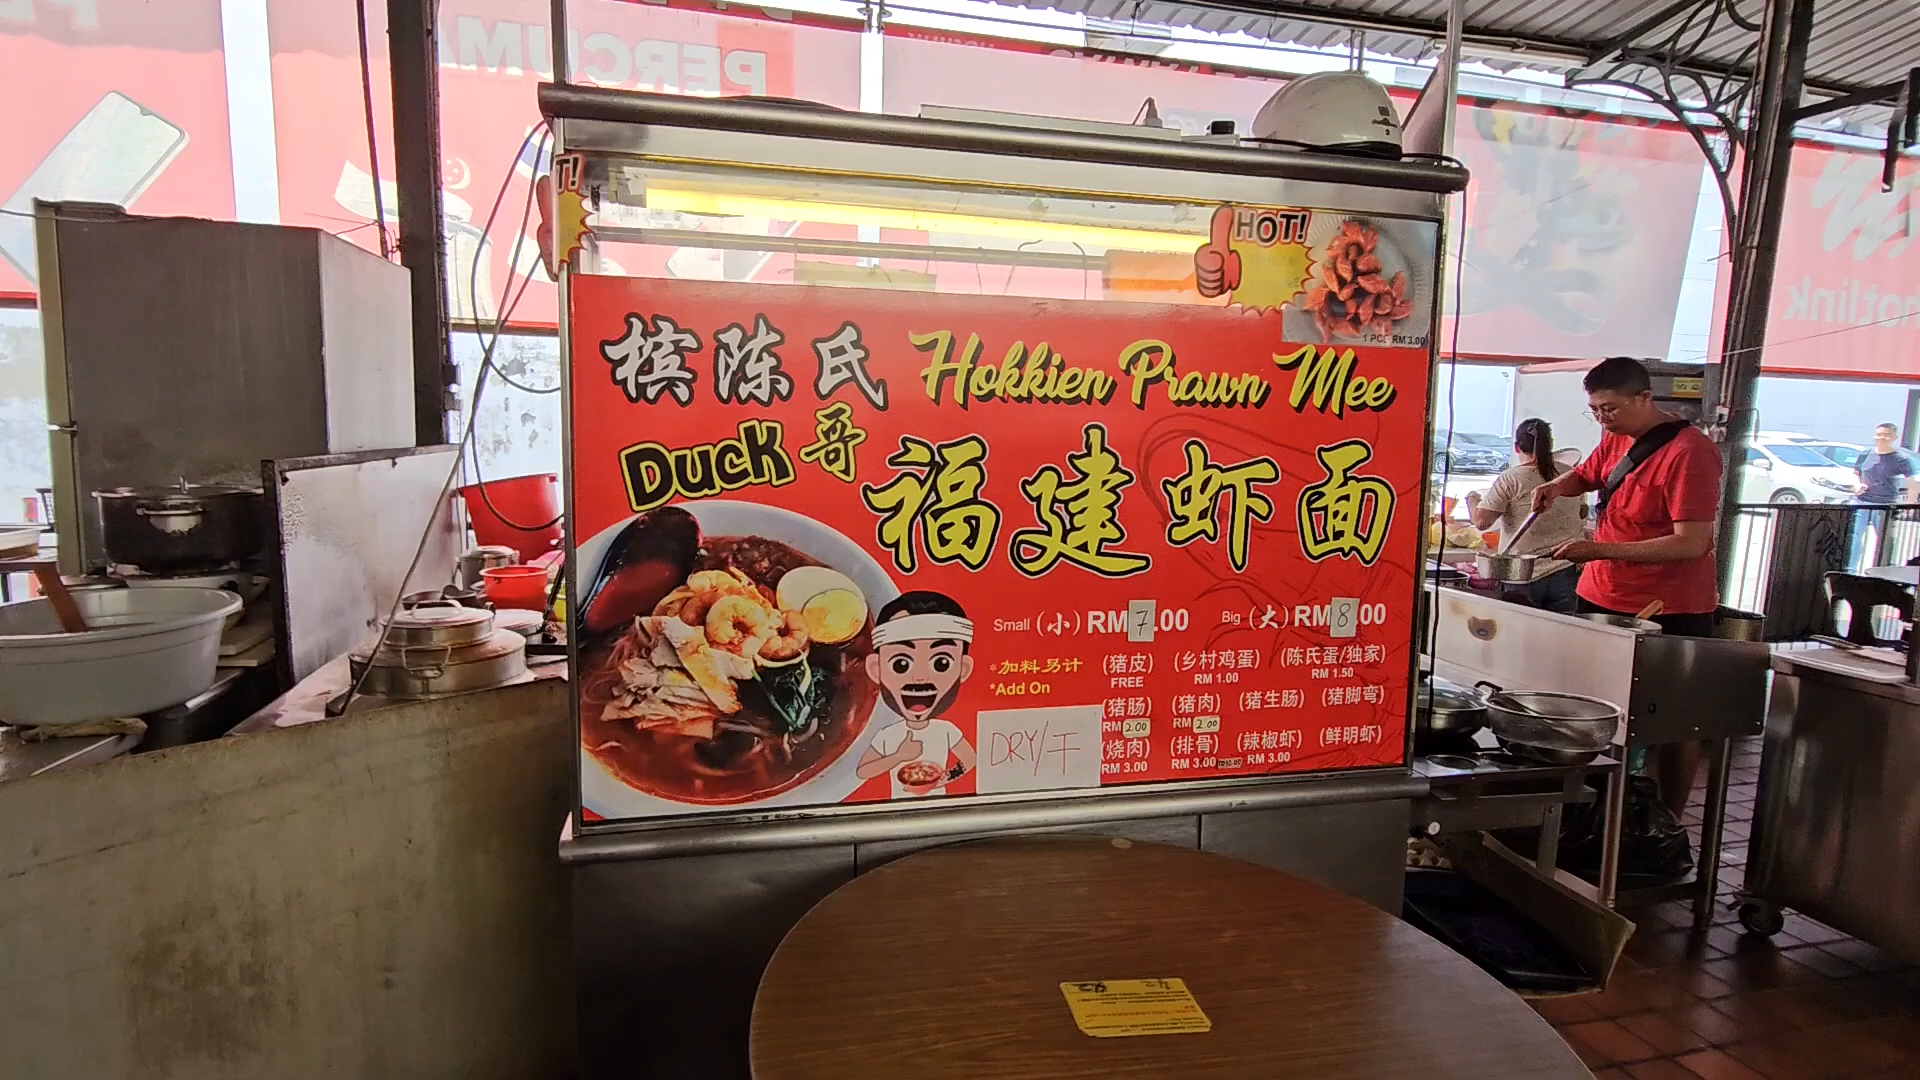 PERCUMA
T!
HOT!
1 PCS RM 3.00
槟陈氏 Hokkien Prawn Mee
Duck哥
福建虾面
Small (小) RM7.00 Big (大) RM8.00
*加料另计 (猪皮) (乡村鸡蛋) (陈氏蛋/独家)
*Add On FREE RM 1.00 RM 1.50
(猪肠) (猪肉) (猪生肠) (猪脚弯)
RM 2.00 RM 2.00
DRY/干
(烧肉) (排骨) (辣椒虾) (鲜明虾)
RM 3.00 RM 3.00 RM 3.00
hotlink
42